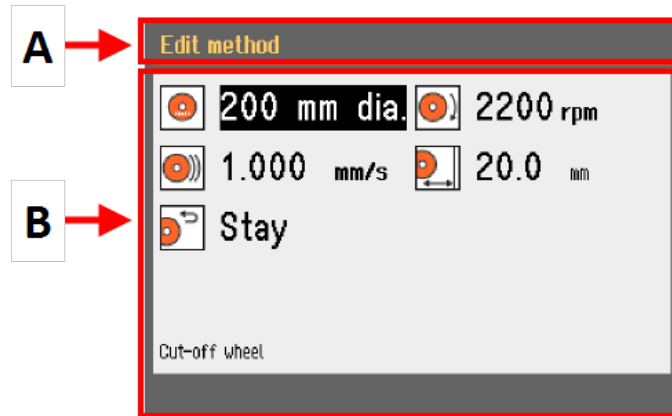 A
Edit method
200 mm dia. 2200 rpm
1.000 mm/s 20.0 mm
B
Stay
Cut-off wheel